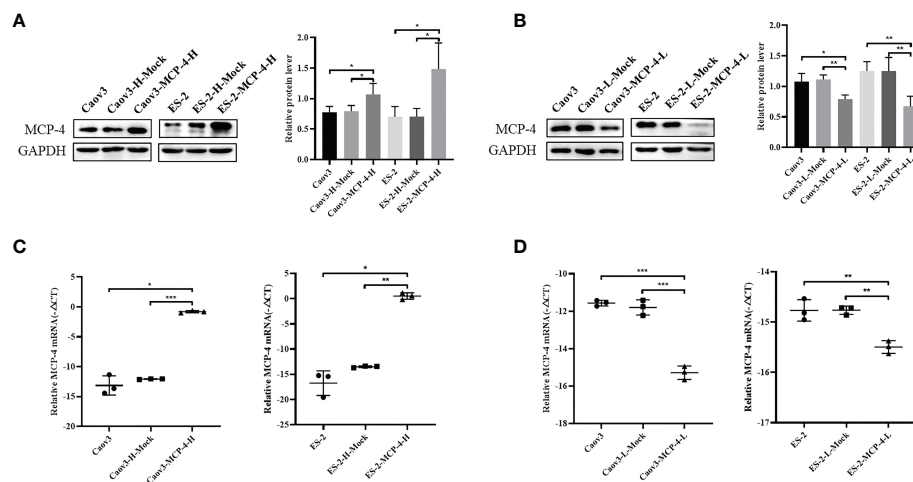 A
Caov3
Caov3-H-Mock
Caov3-MCP-4-H
ES-2
ES-2-H-Mock
ES-2-MCP-4-H
MCP-4
GAPDH
Relative protein lever
2.0
1.5
1.0
0.5
0.0
*
*
*
*
Caov3
Caov3-H-Mock
Caov3-MCP-4-H
ES-2
ES-2-H-Mock
ES-2-MCP-4-H
B
Caov3
Caov3-L-Mock
Caov3-MCP-4-L
ES-2
ES-2-L-Mock
ES-2-MCP-4-L
MCP-4
GAPDH
Relative protein lever
2.0
1.5
1.0
0.5
0.0
*
**
**
**
Caov3
Caov3-L-Mock
Caov3-MCP-4-L
ES-2
ES-2-L-Mock
ES-2-MCP-4-L
C
Relative MCP-4 mRNA(-△CT)
5
0
-5
-10
-15
-20
*
***
Caov3
Caov3-H-Mock
Caov3-MCP-4-H
Relative MCP-4 mRNA(-△CT)
5
0
-5
-10
-15
-20
-25
*
**
ES-2
ES-2-H-Mock
ES-2-MCP-4-H
D
Relative MCP-4 mRNA(-△CT)
-10
-12
-14
-16
-18
***
***
Caov3
Caov3-L-Mock
Caov3-MCP-4-L
Relative MCP-4 mRNA(-△CT)
-14
-15
-16
-17
**
**
ES-2
ES-2-L-Mock
ES-2-MCP-4-L